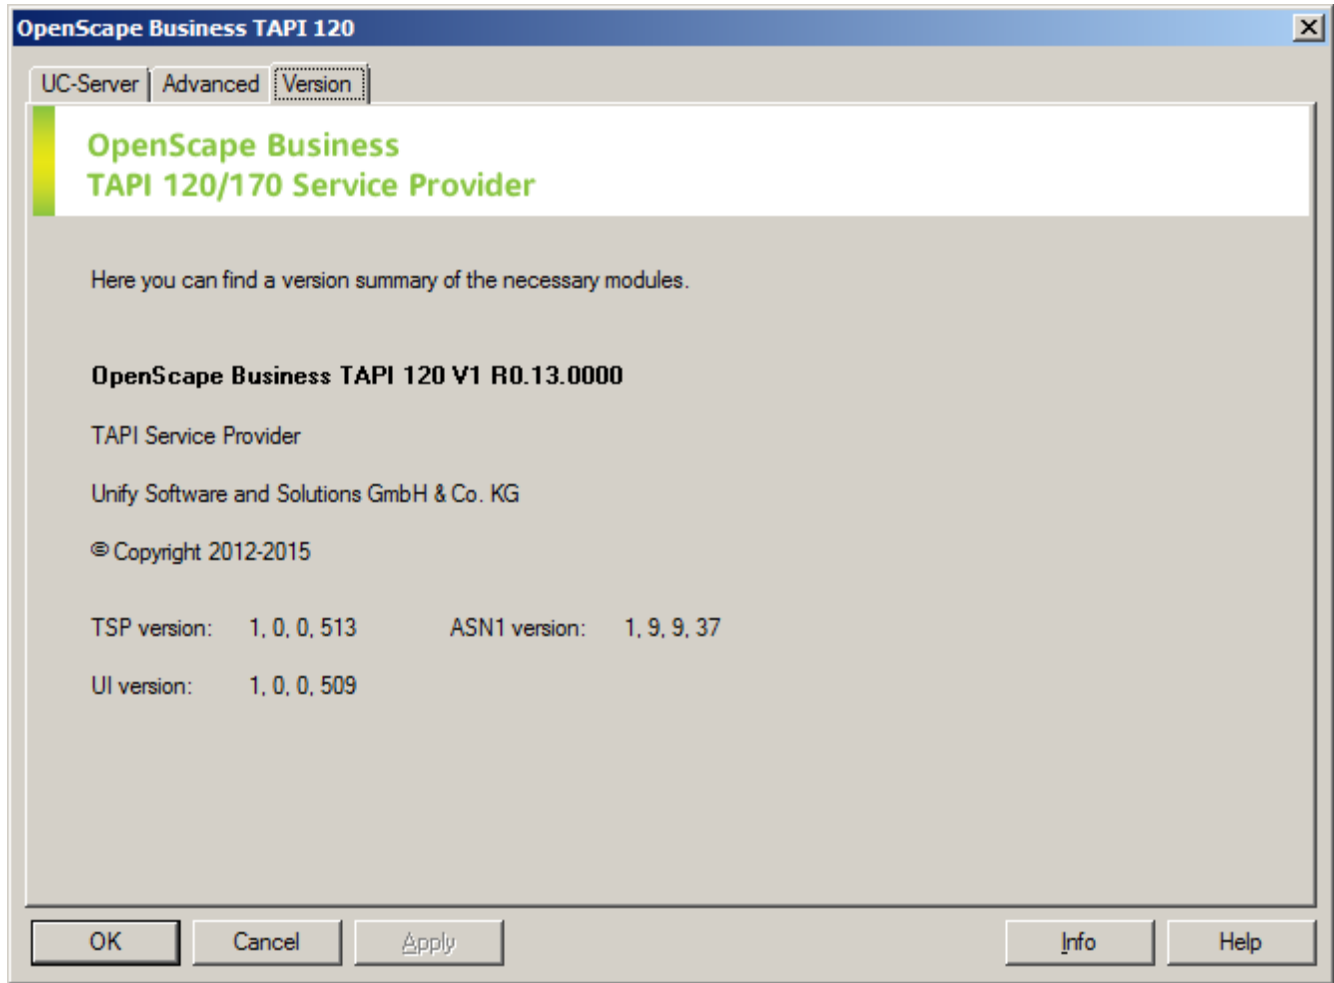 OpenScape Business TAPI 120
UC-Server Advanced Version
OpenScape Business
TAPI 120/170 Service Provider
Here you can find a version summary of the necessary modules.
OpenScape Business TAPI 120 V1 R0.13.0000
TAPI Service Provider
Unify Software and Solutions GmbH & Co. KG
© Copyright 2012-2015
TSP version: 1, 0, 0, 513 ASN1 version: 1, 9, 9, 37
UI version: 1, 0, 0, 509
OK Cancel Apply Info Help